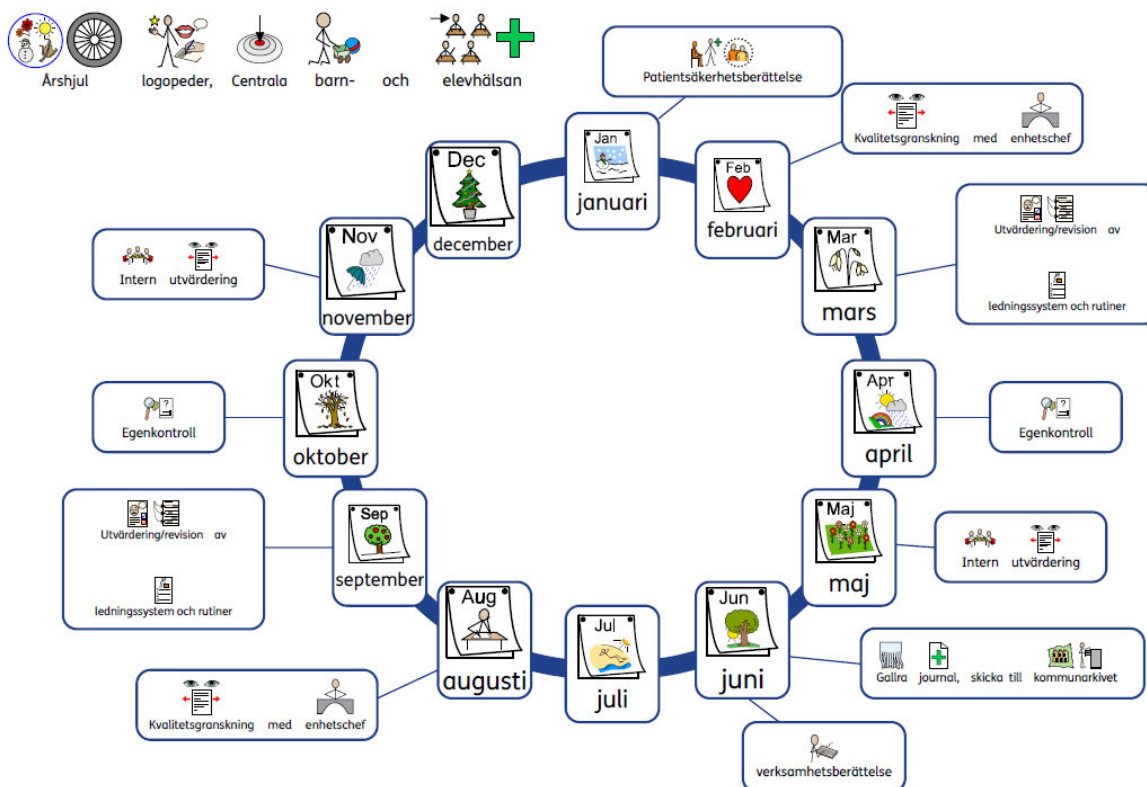 Årshjul logopeder, Centrala barn- och elevhälsan
Patientsäkerhetsberättelse
Kvalitetsgranskning med enhetschef
Jan
januari
Feb
februari
Dec
december
Utvärdering/revision av
ledningssystem och rutiner
Mar
mars
Nov
november
Intern utvärdering
Apr
april
Egenkontroll
Okt
oktober
Egenkontroll
Maj
maj
Intern utvärdering
Sep
september
Utvärdering/revision av
ledningssystem och rutiner
Jun
juni
Gallra journal, skicka till kommunarkivet
verksamhetsberättelse
Jul
juli
Aug
augusti
Kvalitetsgranskning med enhetschef